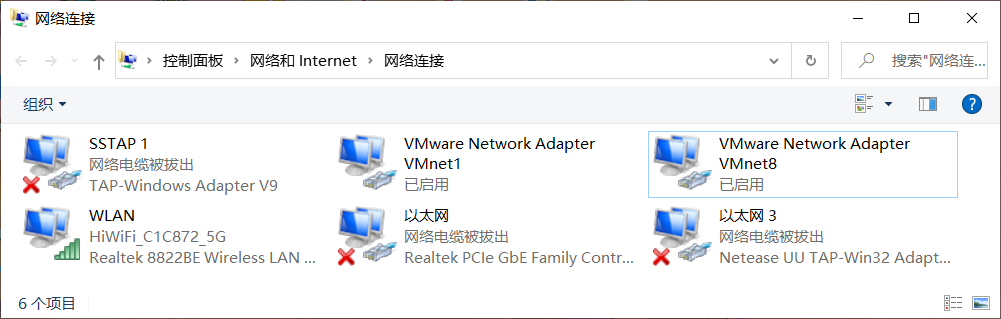 网络连接
控制面板 网络和 Internet 网络连接
搜索"网络连...
组织
?
SSTAP 1
网络电缆被拔出
TAP-Windows Adapter V9
VMware Network Adapter
VMnet1
已启用
VMware Network Adapter
VMnet8
已启用
WLAN
HiWiFi_C1C872_5G
Realtek 8822BE Wireless LAN ...
以太网
网络电缆被拔出
Realtek PCIe GbE Family Contr...
以太网 3
网络电缆被拔出
Netease UU TAP-Win32 Adapt...
6 个项目